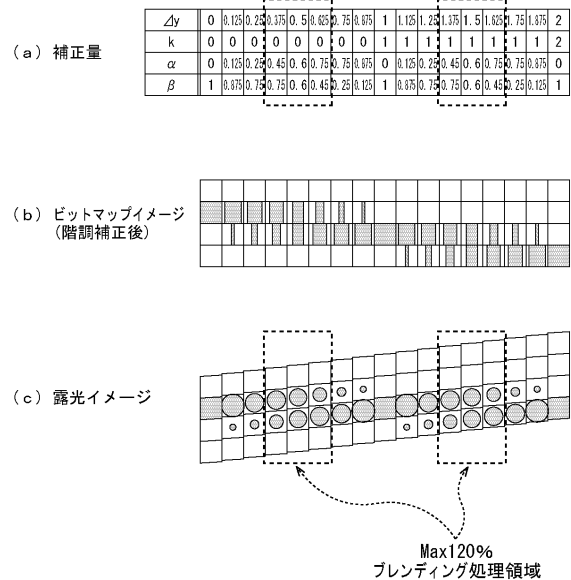 (a) 補正量
⊿y 0 0.125 0.25 0.375 0.5 0.625 0.75 0.875 1 1.125 1.25 1.375 1.5 1.625 1.75 1.875 2
k 0 0 0 0 0 0 0 0 1 1 1 1 1 1 1 1 2
α 0 0.125 0.25 0.45 0.6 0.75 0.75 0.875 0 0.125 0.25 0.45 0.6 0.75 0.75 0.875 0
β 1 0.875 0.75 0.75 0.6 0.45 0.25 0.125 1 0.875 0.75 0.75 0.6 0.45 0.25 0.125 1
(b) ビットマップイメージ
(階調補正後)
(c) 露光イメージ
Max120%
ブレンディング処理領域